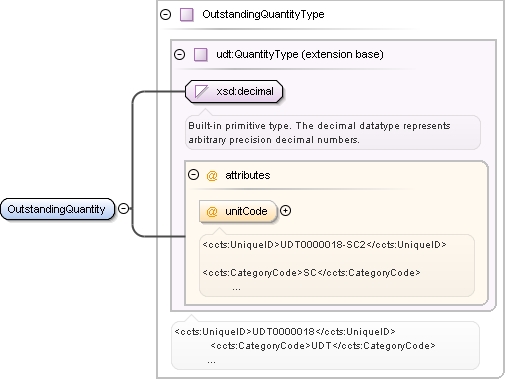 OutstandingQuantityType
udt:QuantityType (extension base)
xsd:decimal
Built-in primitive type. The decimal datatype represents
arbitrary precision decimal numbers.
@ attributes
@ unitCode
OutstandingQuantity
<ccts:UniqueID>UDT0000018-SC2</ccts:UniqueID>
<ccts:CategoryCode>SC</ccts:CategoryCode>
...
<ccts:UniqueID>UDT0000018</ccts:UniqueID>
<ccts:CategoryCode>UDT</ccts:CategoryCode>
...